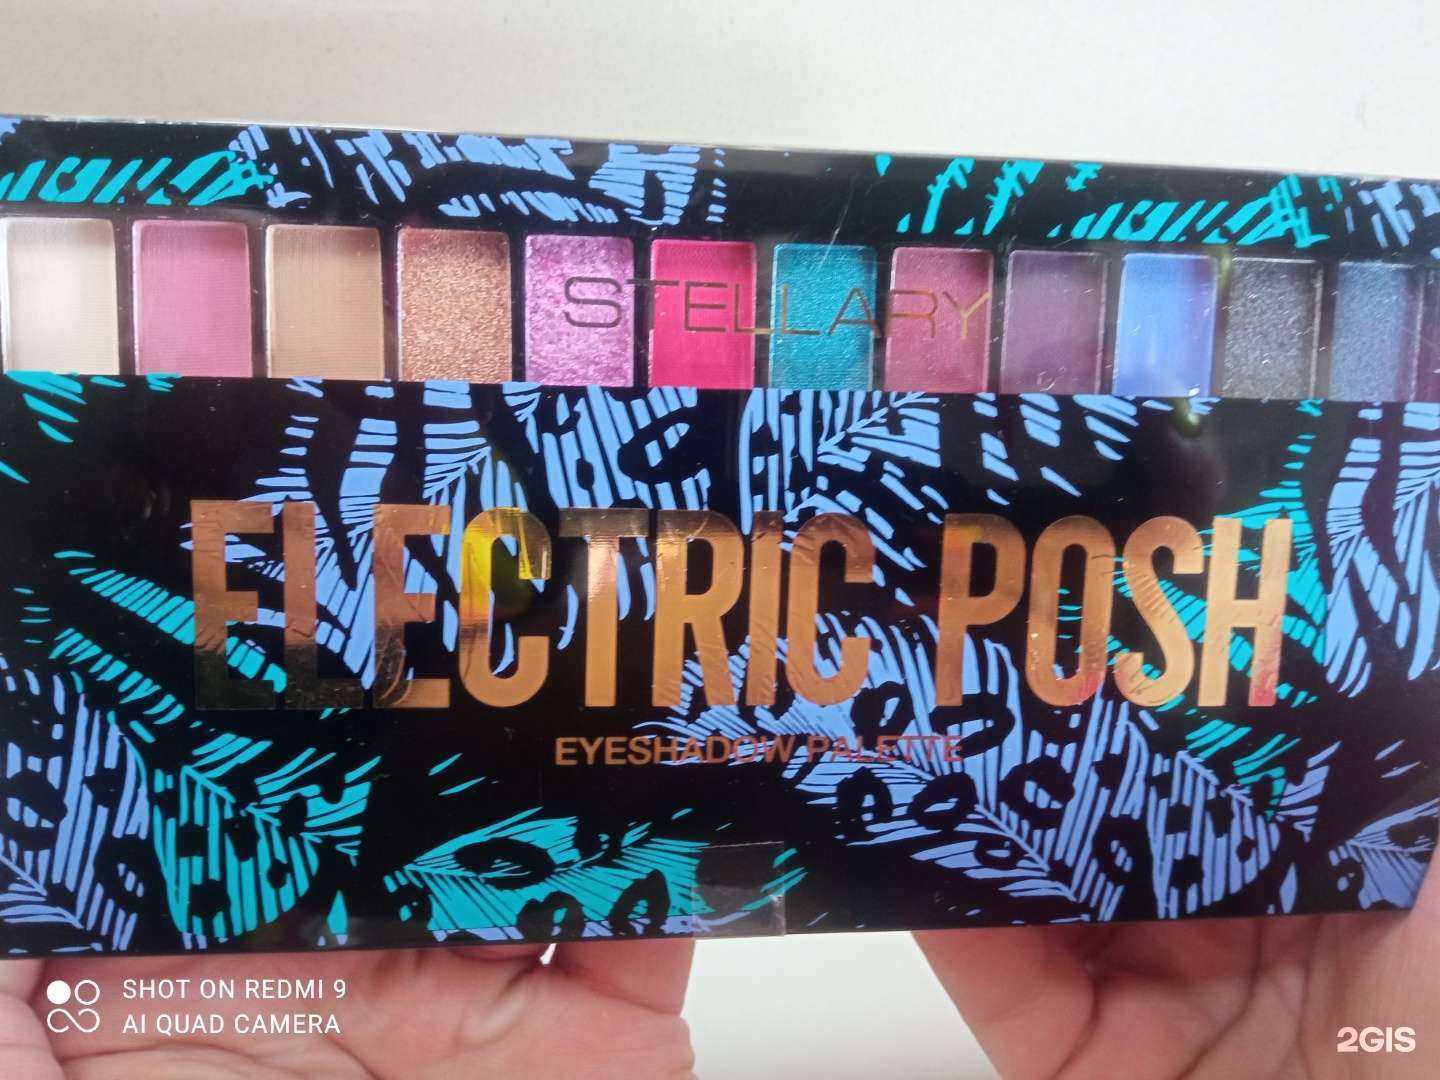 STELLARY
ELECTRIC POSH
EYESHADOW PALETTE
SHOT ON REDMI 9
AI QUAD CAMERA
2GIS